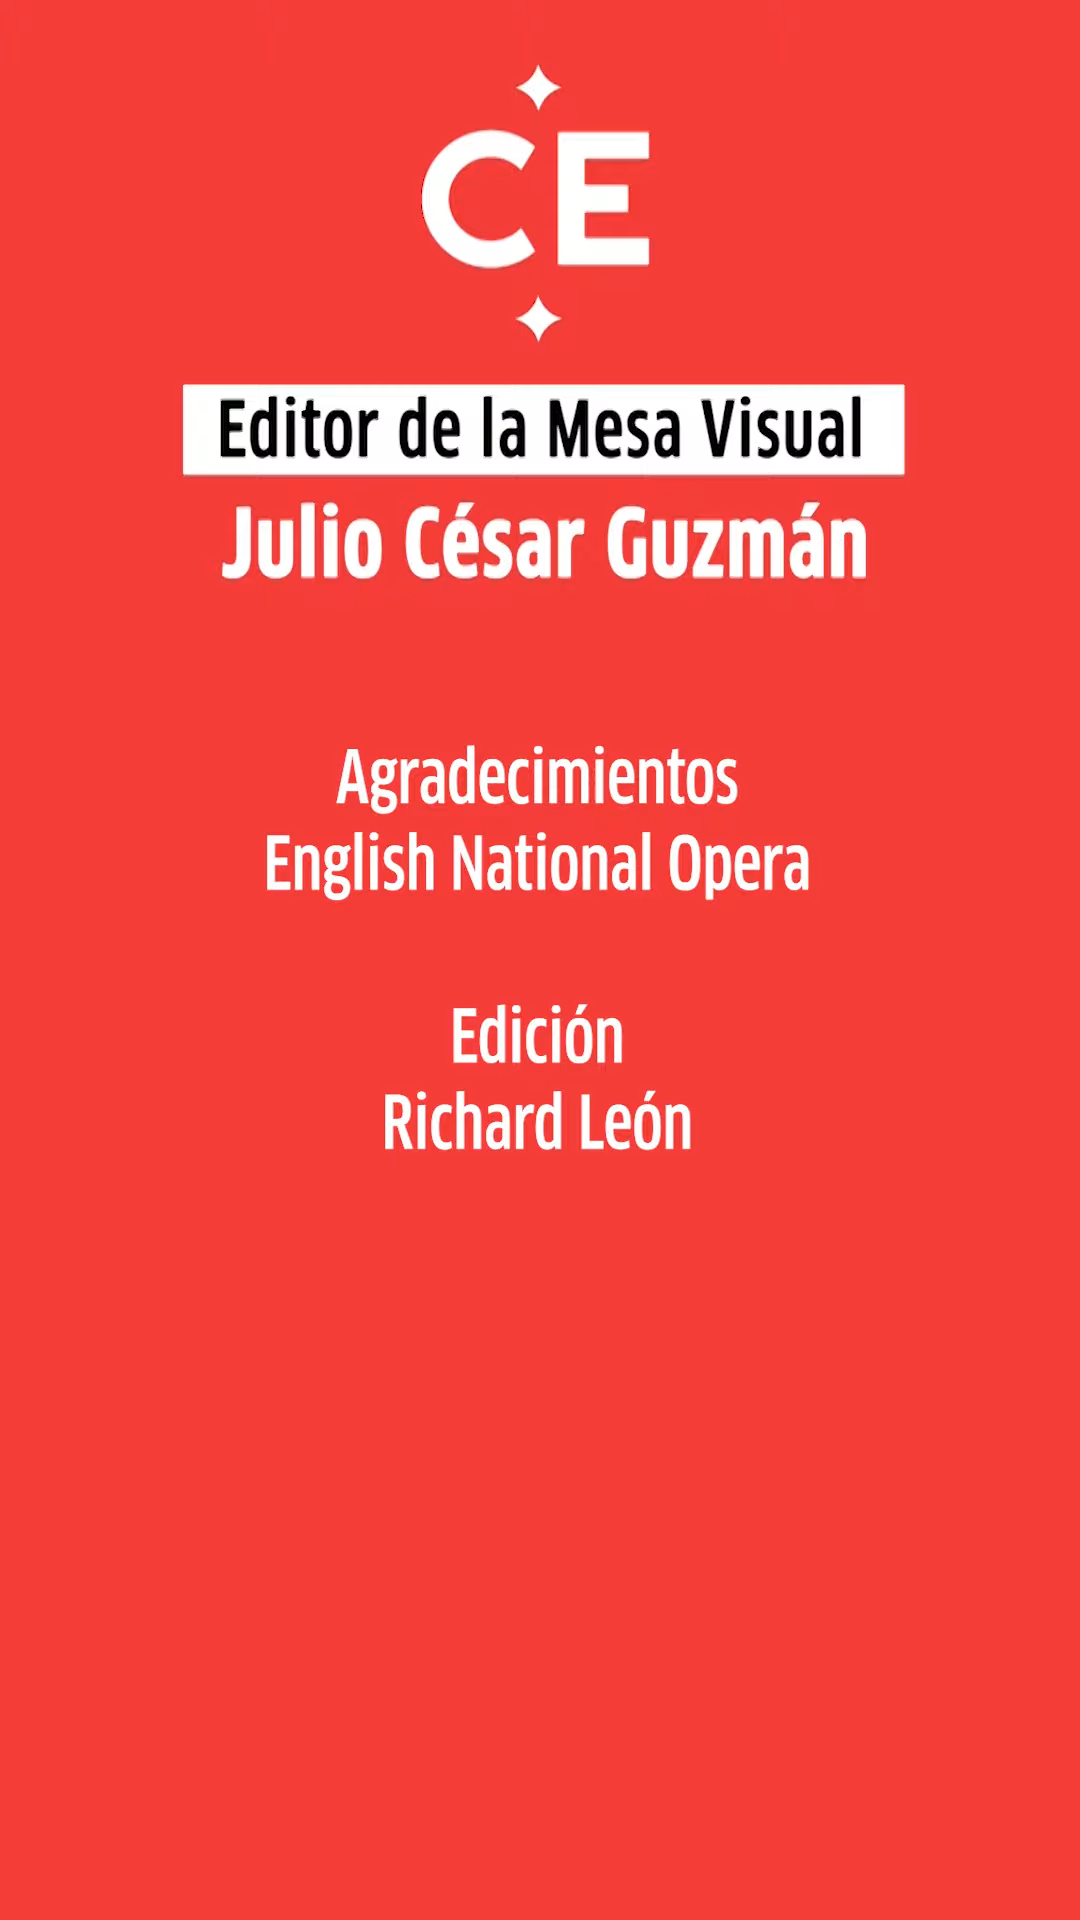 CE
Editor de la Mesa Visual
Julio César Guzmán
Agradecimientos
English National Opera
Edición
Richard León